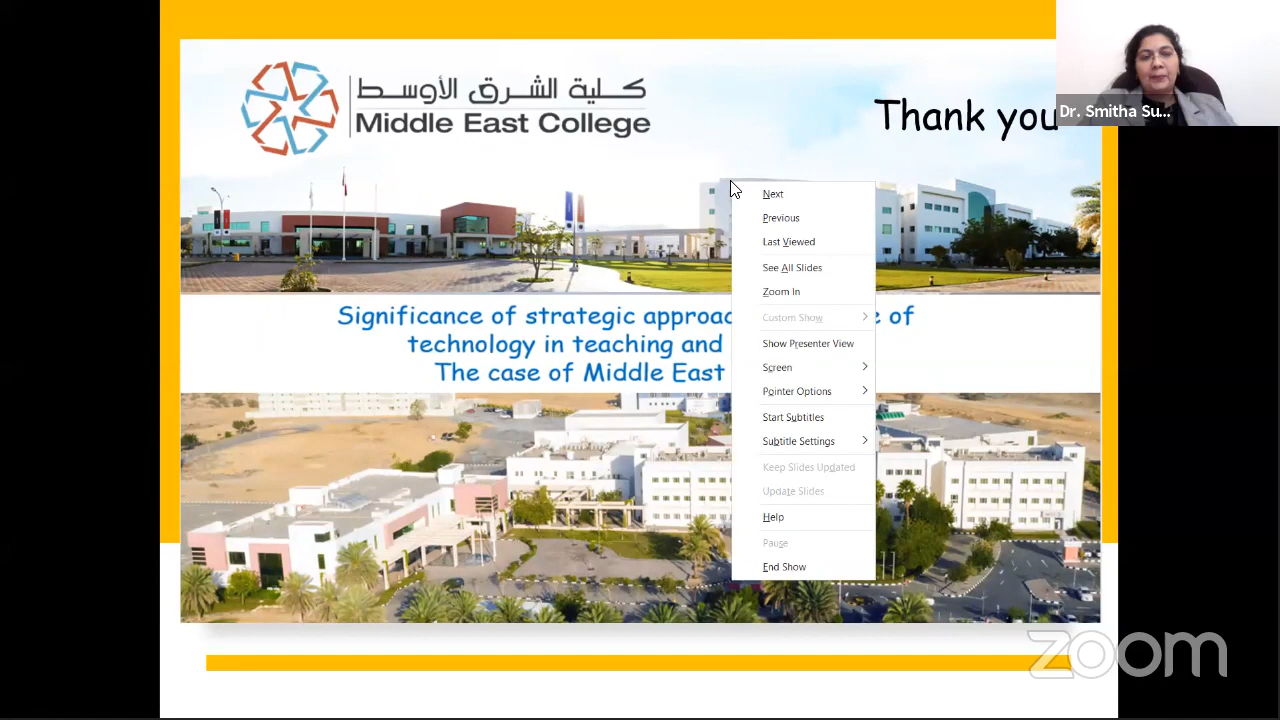 كلية الشرق الأوسط
Middle East College
Thank you
Dr. Smitha Su...
Significance of strategic approac e of
technology in teaching and
The case of Middle East
Next
Previous
Last Viewed
See All Slides
Zoom In
Custom Show
Show Presenter View
Screen
Pointer Options
Start Subtitles
Subtitle Settings
Keep Slides Updated
Update Slides
Help
Pause
End Show
zoom